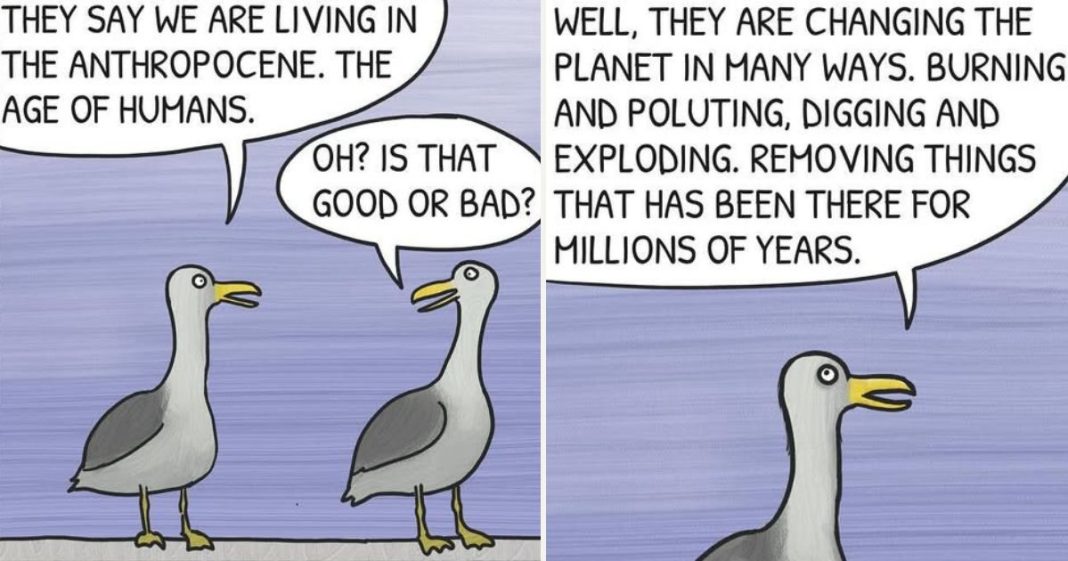 THEY SAY WE ARE LIVING IN
THE ANTHROPOCENE. THE
AGE OF HUMANS.
OH? IS THAT
GOOD OR BAD?
WELL, THEY ARE CHANGING THE
PLANET IN MANY WAYS. BURNING
AND POLUTING, DIGGING AND
EXPLODING. REMOVING THINGS
THAT HAS BEEN THERE FOR
MILLIONS OF YEARS.